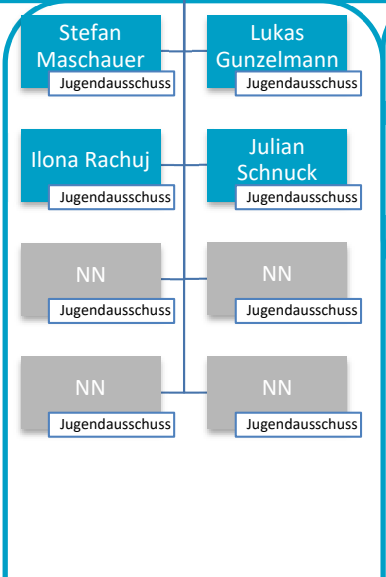 Stefan
Maschauer
Jugendausschuss
Lukas
Gunzelmann
Jugendausschuss
Ilona Rachuj
Jugendausschuss
Julian
Schnuck
Jugendausschuss
NN
Jugendausschuss
NN
Jugendausschuss
NN
Jugendausschuss
NN
Jugendausschuss